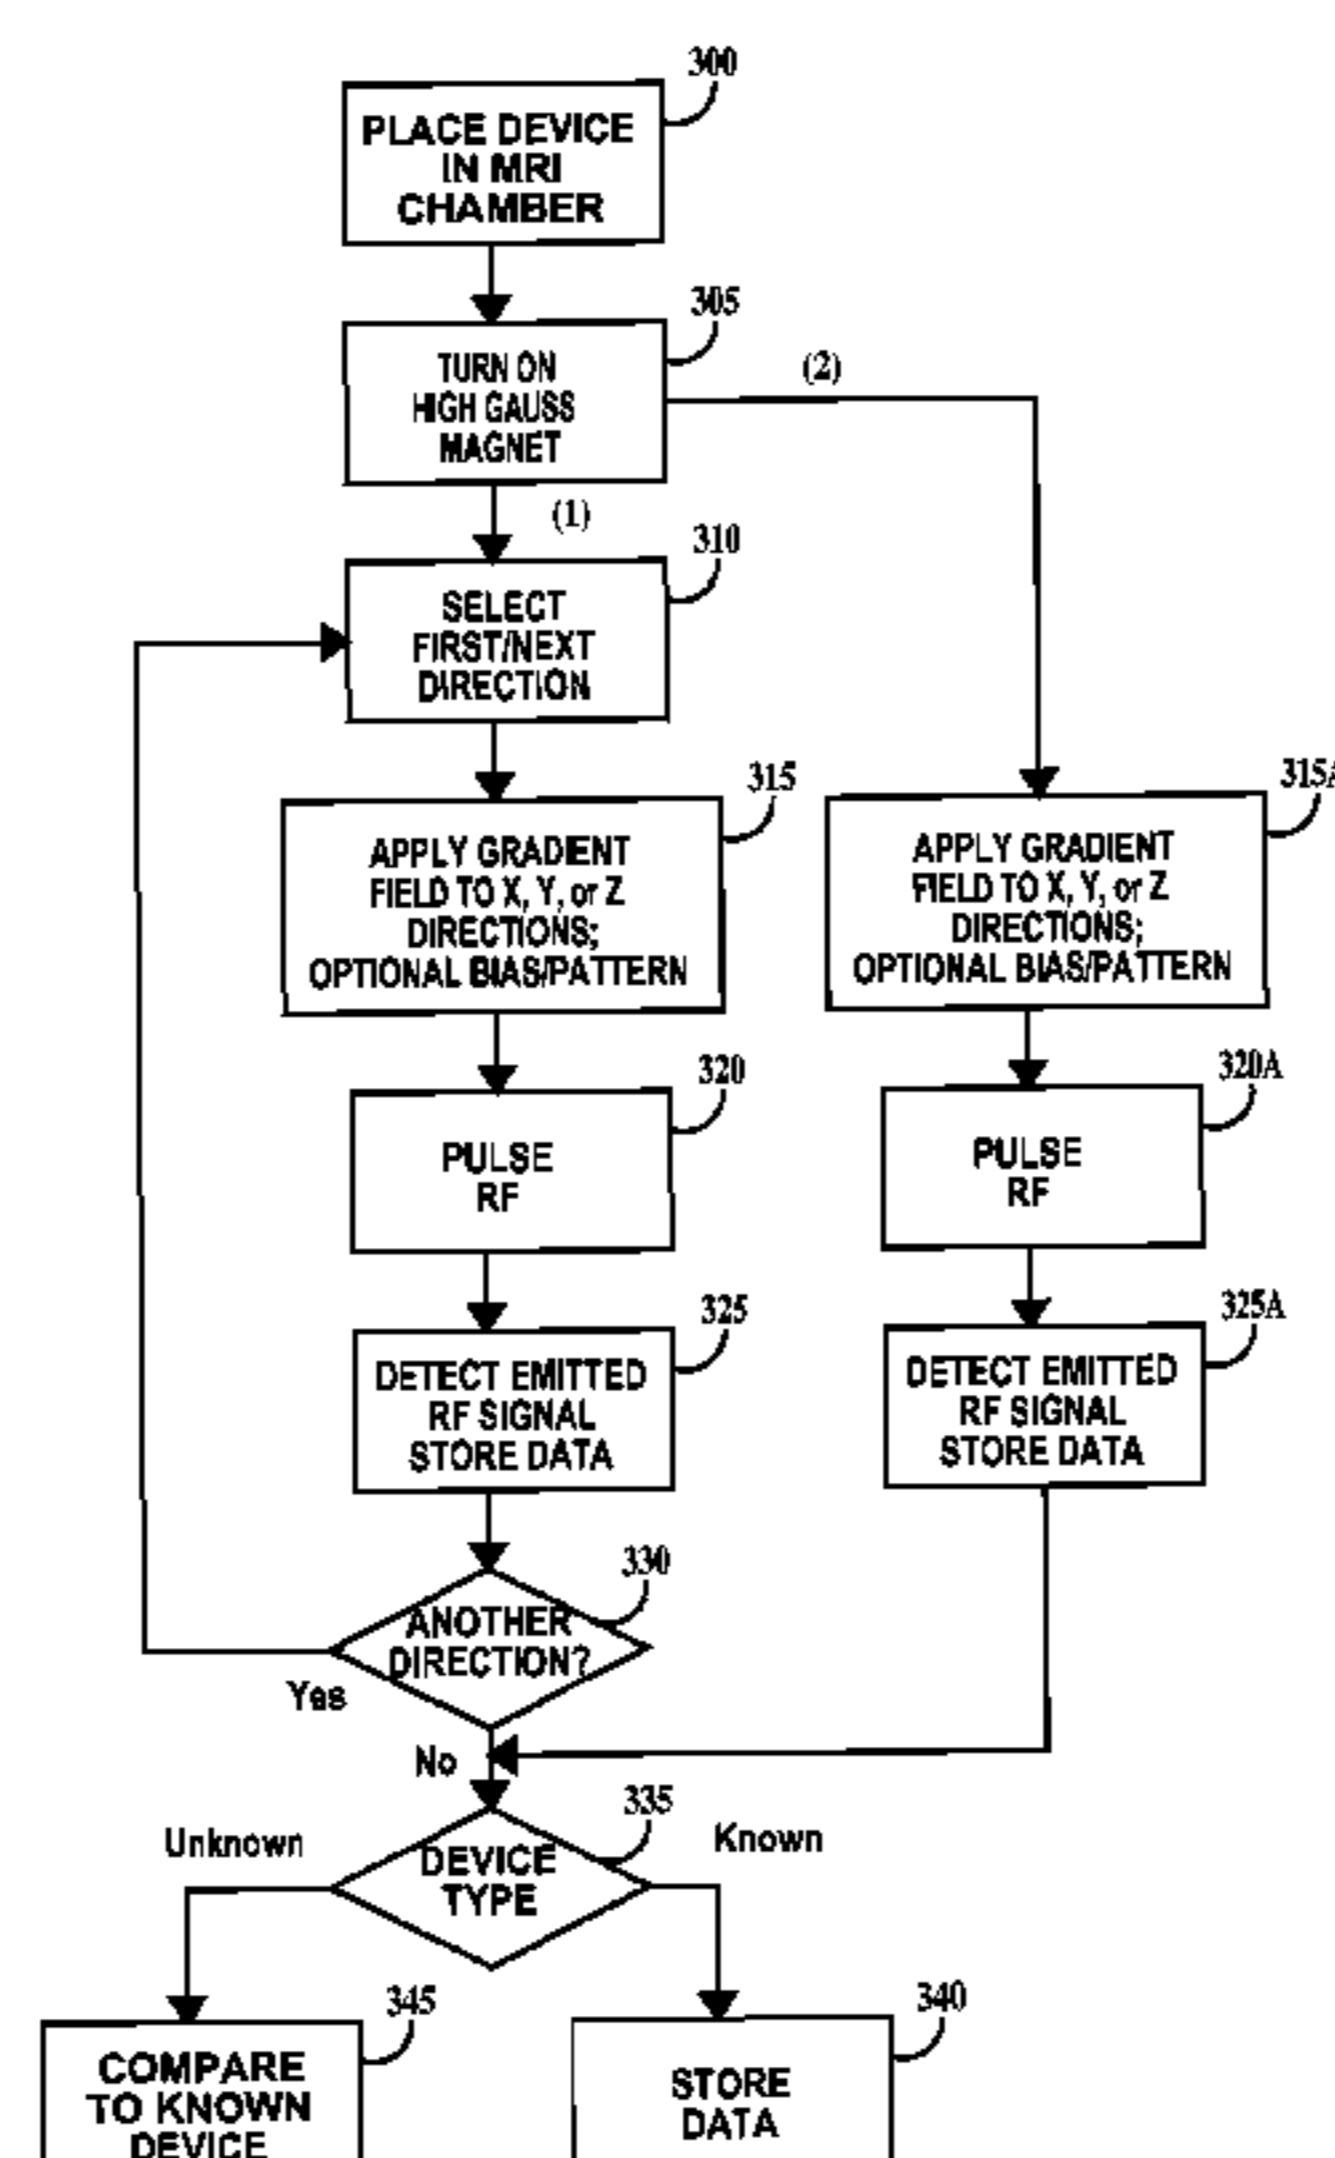 300
PLACE DEVICE
IN MRI
CHAMBER
305
TURN ON
HIGH GAUSS
MAGNET
(2)
(1)
310
SELECT
FIRST/NEXT
DIRECTION
315
APPLY GRADIENT
FIELD TO X, Y, or Z
DIRECTIONS;
OPTIONAL BIAS/PATTERN
315A
APPLY GRADIENT
FIELD TO X, Y, or Z
DIRECTIONS;
OPTIONAL BIAS/PATTERN
320
PULSE
RF
320A
PULSE
RF
325
DETECT EMITTED
RF SIGNAL
STORE DATA
325A
DETECT EMITTED
RF SIGNAL
STORE DATA
330
ANOTHER
DIRECTION?
Yes
No
335
Unknown
DEVICE
TYPE
Known
345
COMPARE
TO KNOWN
DEVICE
340
STORE
DATA